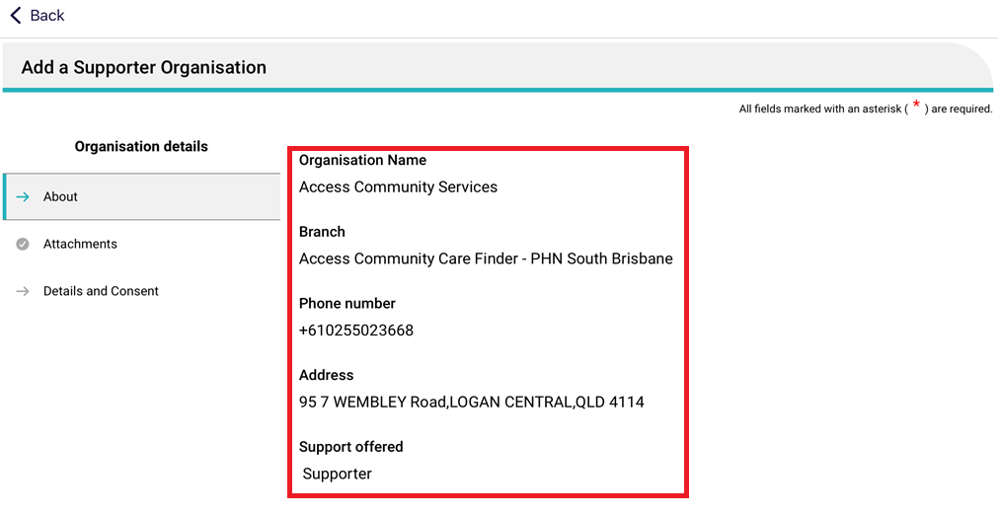 Back
Add a Supporter Organisation
All fields marked with an asterisk ( * ) are required.
Organisation details
About
Attachments
Details and Consent
Organisation Name
Access Community Services
Branch
Access Community Care Finder - PHN South Brisbane
Phone number
+610255023668
Address
95 7 WEMBLEY Road,LOGAN CENTRAL,QLD 4114
Support offered
Supporter